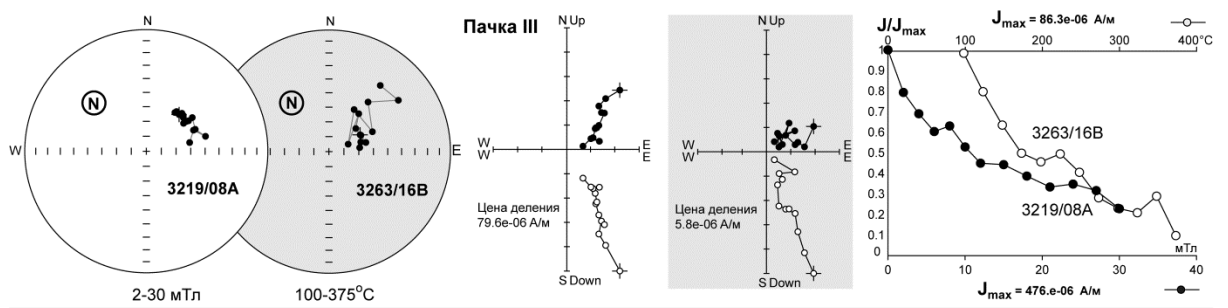 N
W
N
3219/08A
2-30 мТл
N
E
N
3263/16B
100-375°C
Пачка III
N Up
W
W
E
E
Цена деления
79.6e-06 А/м
S Down
N Up
W
W
E
E
Цена деления
5.8e-06 А/м
S Down
J/Jmax
Jmax = 86.3e-06 А/м
0 100 200 300 400°C
1
0.9
0.8
0.7
0.6
0.5
0.4
0.3
0.2
0.1
0
3263/16B
3219/08A
мТл
0 10 20 30 40
Jmax = 476.e-06 А/м